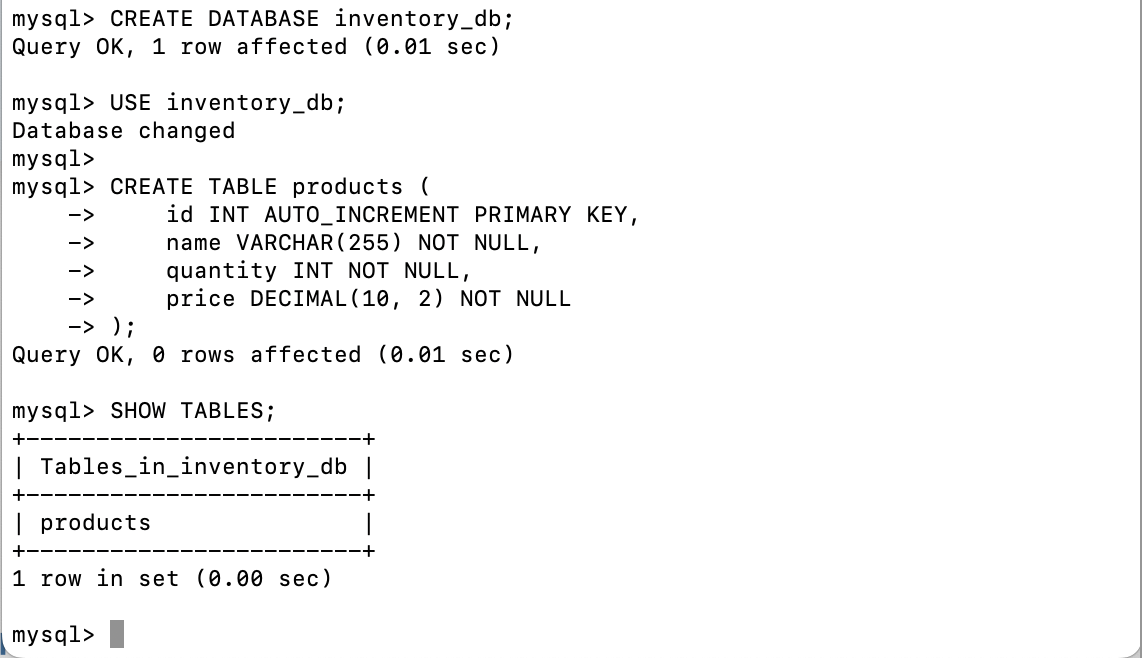 mysql> CREATE DATABASE inventory_db;
Query OK, 1 row affected (0.01 sec)
mysql> USE inventory_db;
Database changed
mysql>
mysql> CREATE TABLE products (
    ->     id INT AUTO_INCREMENT PRIMARY KEY,
    ->     name VARCHAR(255) NOT NULL,
    ->     quantity INT NOT NULL,
    ->     price DECIMAL(10, 2) NOT NULL
    -> );
Query OK, 0 rows affected (0.01 sec)
mysql> SHOW TABLES;
+------------------------+
| Tables_in_inventory_db |
+------------------------+
| products               |
+------------------------+
1 row in set (0.00 sec)
mysql>